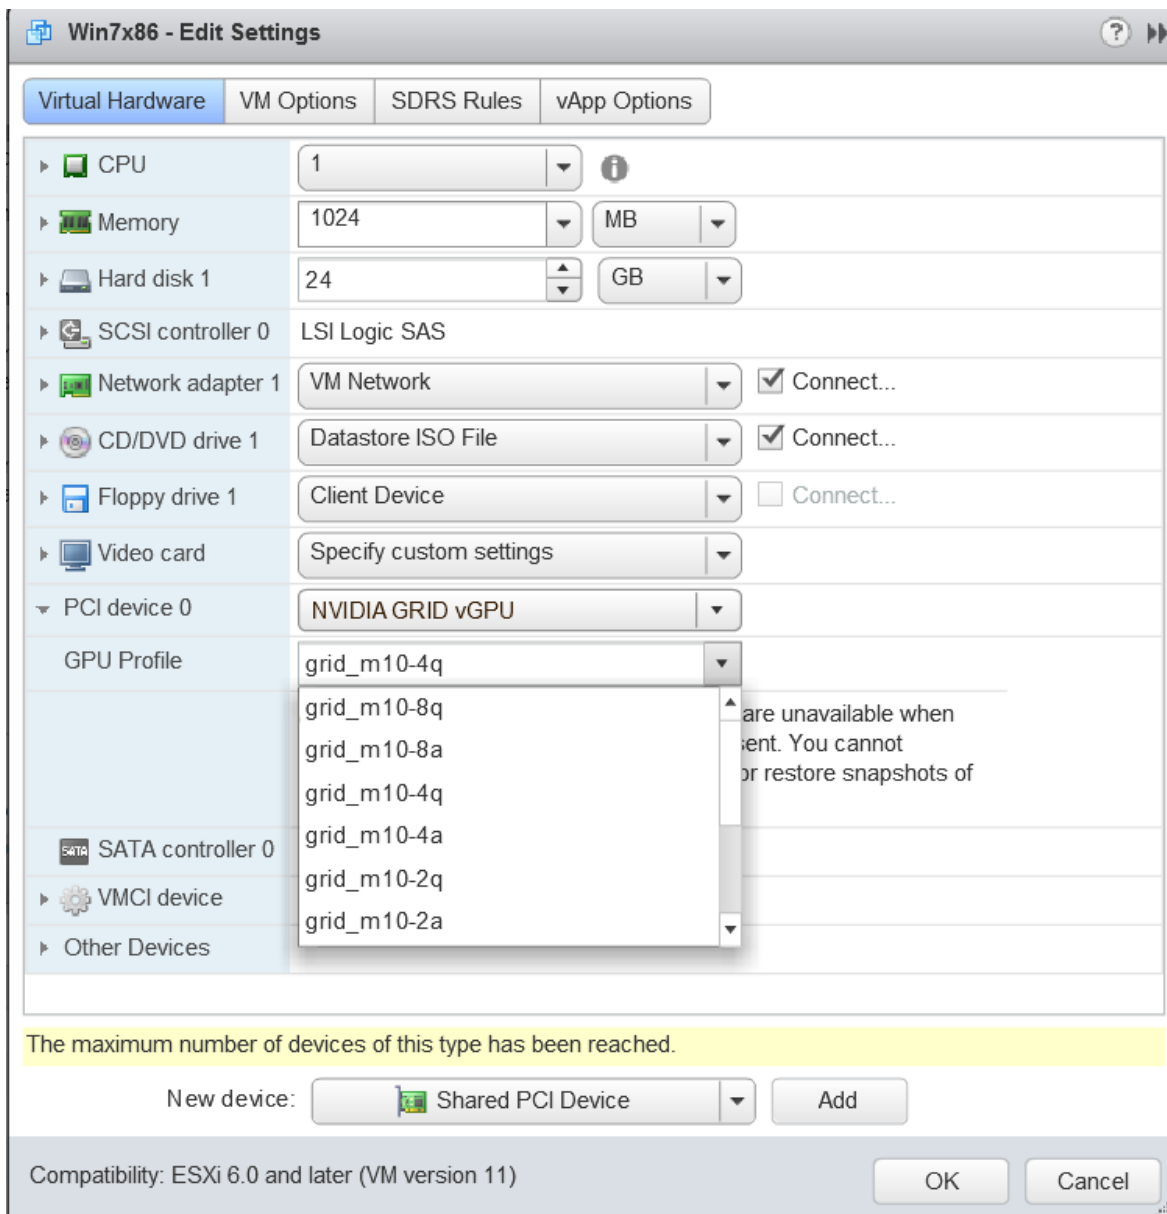 Win7x86 - Edit Settings ?
Virtual Hardware VM Options SDRS Rules vApp Options
CPU 1 i
Memory 1024 MB
Hard disk 1 24 GB
SCSI controller 0 LSI Logic SAS
Network adapter 1 VM Network Connect...
CD/DVD drive 1 Datastore ISO File Connect...
Floppy drive 1 Client Device Connect...
Video card Specify custom settings
PCI device 0 NVIDIA GRID vGPU
GPU Profile grid_m10-4q
grid_m10-8q
are unavailable when
grid_m10-8a
sent. You cannot
or restore snapshots of
grid_m10-4q
grid_m10-4a
SATA SATA controller 0
grid_m10-2q
VMCI device
grid_m10-2a
Other Devices
The maximum number of devices of this type has been reached.
New device: Shared PCI Device Add
Compatibility: ESXi 6.0 and later (VM version 11) OK Cancel